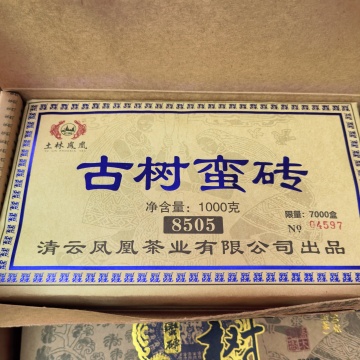 土林凤凰
古树蛮砖
净含量：1000克
8505
限量：7000盒
№ 04597
清云凤凰茶业有限公司出品
树